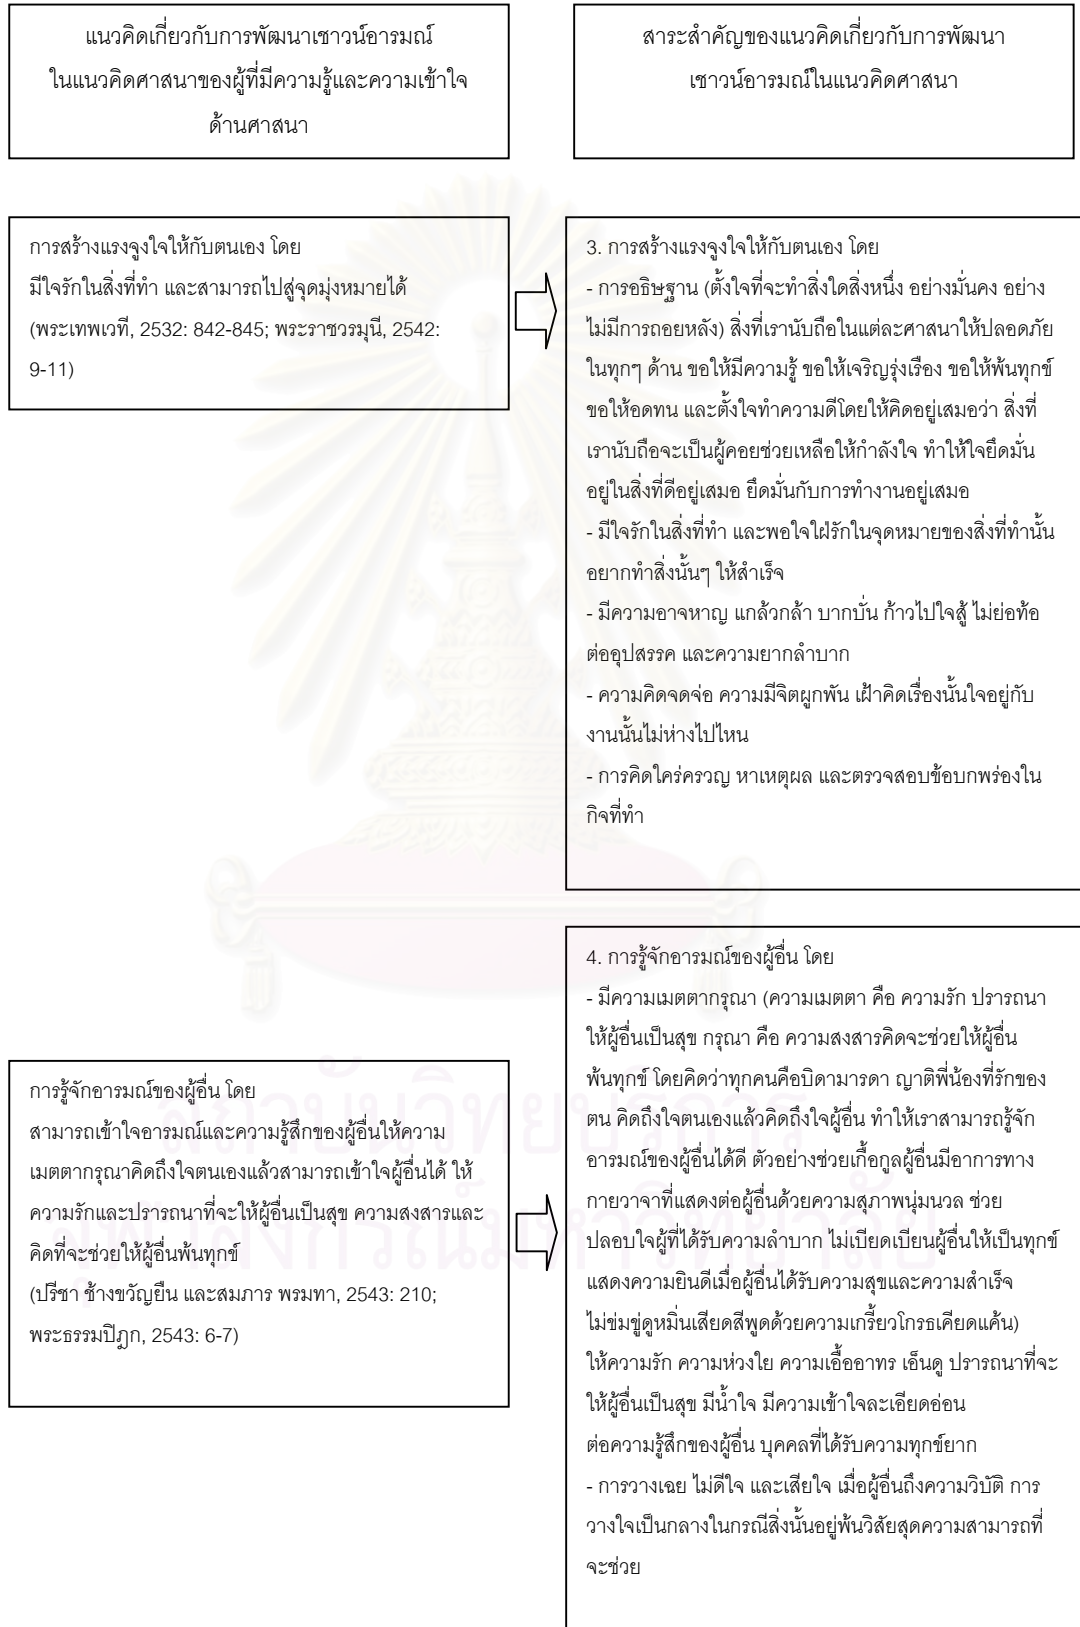 แนวคิดเกี่ยวกับการพัฒนาเชาวน์อารมณ์
ในแนวคิดศาสนาของผู้ที่มีความรู้และความเข้าใจ
ด้านศาสนา
สาระสำคัญของแนวคิดเกี่ยวกับการพัฒนา
เชาวน์อารมณ์ในแนวคิดศาสนา
การสร้างแรงจูงใจให้กับตนเอง โดย
มีใจรักในสิ่งที่ทำ และสามารถไปสู่จุดมุ่งหมายได้
(พระเทพเวที, 2532: 842-845; พระราชวรมุนี, 2542:
9-11)
3. การสร้างแรงจูงใจให้กับตนเอง โดย
- การอธิษฐาน (ตั้งใจที่จะทำสิ่งใดสิ่งหนึ่ง อย่างมั่นคง อย่าง
ไม่มีการถอยหลัง) สิ่งที่เรานับถือในแต่ละศาสนาให้ปลอดภัย
ในทุกๆ ด้าน ขอให้มีความรู้ ขอให้เจริญรุ่งเรือง ขอให้พ้นทุกข์
ขอให้อดทน และตั้งใจทำความดีโดยให้คิดอยู่เสมอว่า สิ่งที่
เรานับถือจะเป็นผู้คอยช่วยเหลือให้กำลังใจ ทำให้ใจยึดมั่น
อยู่ในสิ่งที่ดีอยู่เสมอ ยึดมั่นกับการทำงานอยู่เสมอ
- มีใจรักในสิ่งที่ทำ และพอใจใฝ่รักในจุดหมายของสิ่งที่ทำนั้น
อยากทำสิ่งนั้นๆ ให้สำเร็จ
- มีความอาจหาญ แกล้วกล้า บากบั่น ก้าวไปใจสู้ ไม่ย่อท้อ
ต่ออุปสรรค และความยากลำบาก
- ความคิดจดจ่อ ความมีจิตผูกพัน เฝ้าคิดเรื่องนั้นใจอยู่กับ
งานนั้นไม่ห่างไปไหน
- การคิดใคร่ครวญ หาเหตุผล และตรวจสอบข้อบกพร่องใน
กิจที่ทำ
การรู้จักอารมณ์ของผู้อื่น โดย
สามารถเข้าใจอารมณ์และความรู้สึกของผู้อื่นให้ความ
เมตตากรุณาคิดถึงใจตนเองแล้วสามารถเข้าใจผู้อื่นได้ ให้
ความรักและปรารถนาที่จะให้ผู้อื่นเป็นสุข ความสงสารและ
คิดที่จะช่วยให้ผู้อื่นพ้นทุกข์
(ปรีชา ช้างขวัญยืน และสมภาร พรมทา, 2543: 210;
พระธรรมปิฎก, 2543: 6-7)
4. การรู้จักอารมณ์ของผู้อื่น โดย
- มีความเมตตากรุณา (ความเมตตา คือ ความรัก ปรารถนา
ให้ผู้อื่นเป็นสุข กรุณา คือ ความสงสารคิดจะช่วยให้ผู้อื่น
พ้นทุกข์ โดยคิดว่าทุกคนคือบิดามารดา ญาติพี่น้องที่รักของ
ตน คิดถึงใจตนเองแล้วคิดถึงใจผู้อื่น ทำให้เราสามารถรู้จัก
อารมณ์ของผู้อื่นได้ดี ตัวอย่างช่วยเกื้อกูลผู้อื่นมีอาการทาง
กายวาจาที่แสดงต่อผู้อื่นด้วยความสุภาพนุ่มนวล ช่วย
ปลอบใจผู้ที่ได้รับความลำบาก ไม่เบียดเบียนผู้อื่นให้เป็นทุกข์
แสดงความยินดีเมื่อผู้อื่นได้รับความสุขและความสำเร็จ
ไม่ข่มขู่ดูหมิ่นเสียดสีพูดด้วยความเกรี้ยวโกรธเคียดแค้น)
ให้ความรัก ความห่วงใย ความเอื้ออาทร เอ็นดู ปรารถนาที่จะ
ให้ผู้อื่นเป็นสุข มีน้ำใจ มีความเข้าใจละเอียดอ่อน
ต่อความรู้สึกของผู้อื่น บุคคลที่ได้รับความทุกข์ยาก
- การวางเฉย ไม่ดีใจ และเสียใจ เมื่อผู้อื่นถึงความวิบัติ การ
วางใจเป็นกลางในกรณีสิ่งนั้นอยู่พ้นวิสัยสุดความสามารถที่
จะช่วย
สถาบันวิทยบริการ
จุฬาลงกรณ์มหาวิทยาลัย